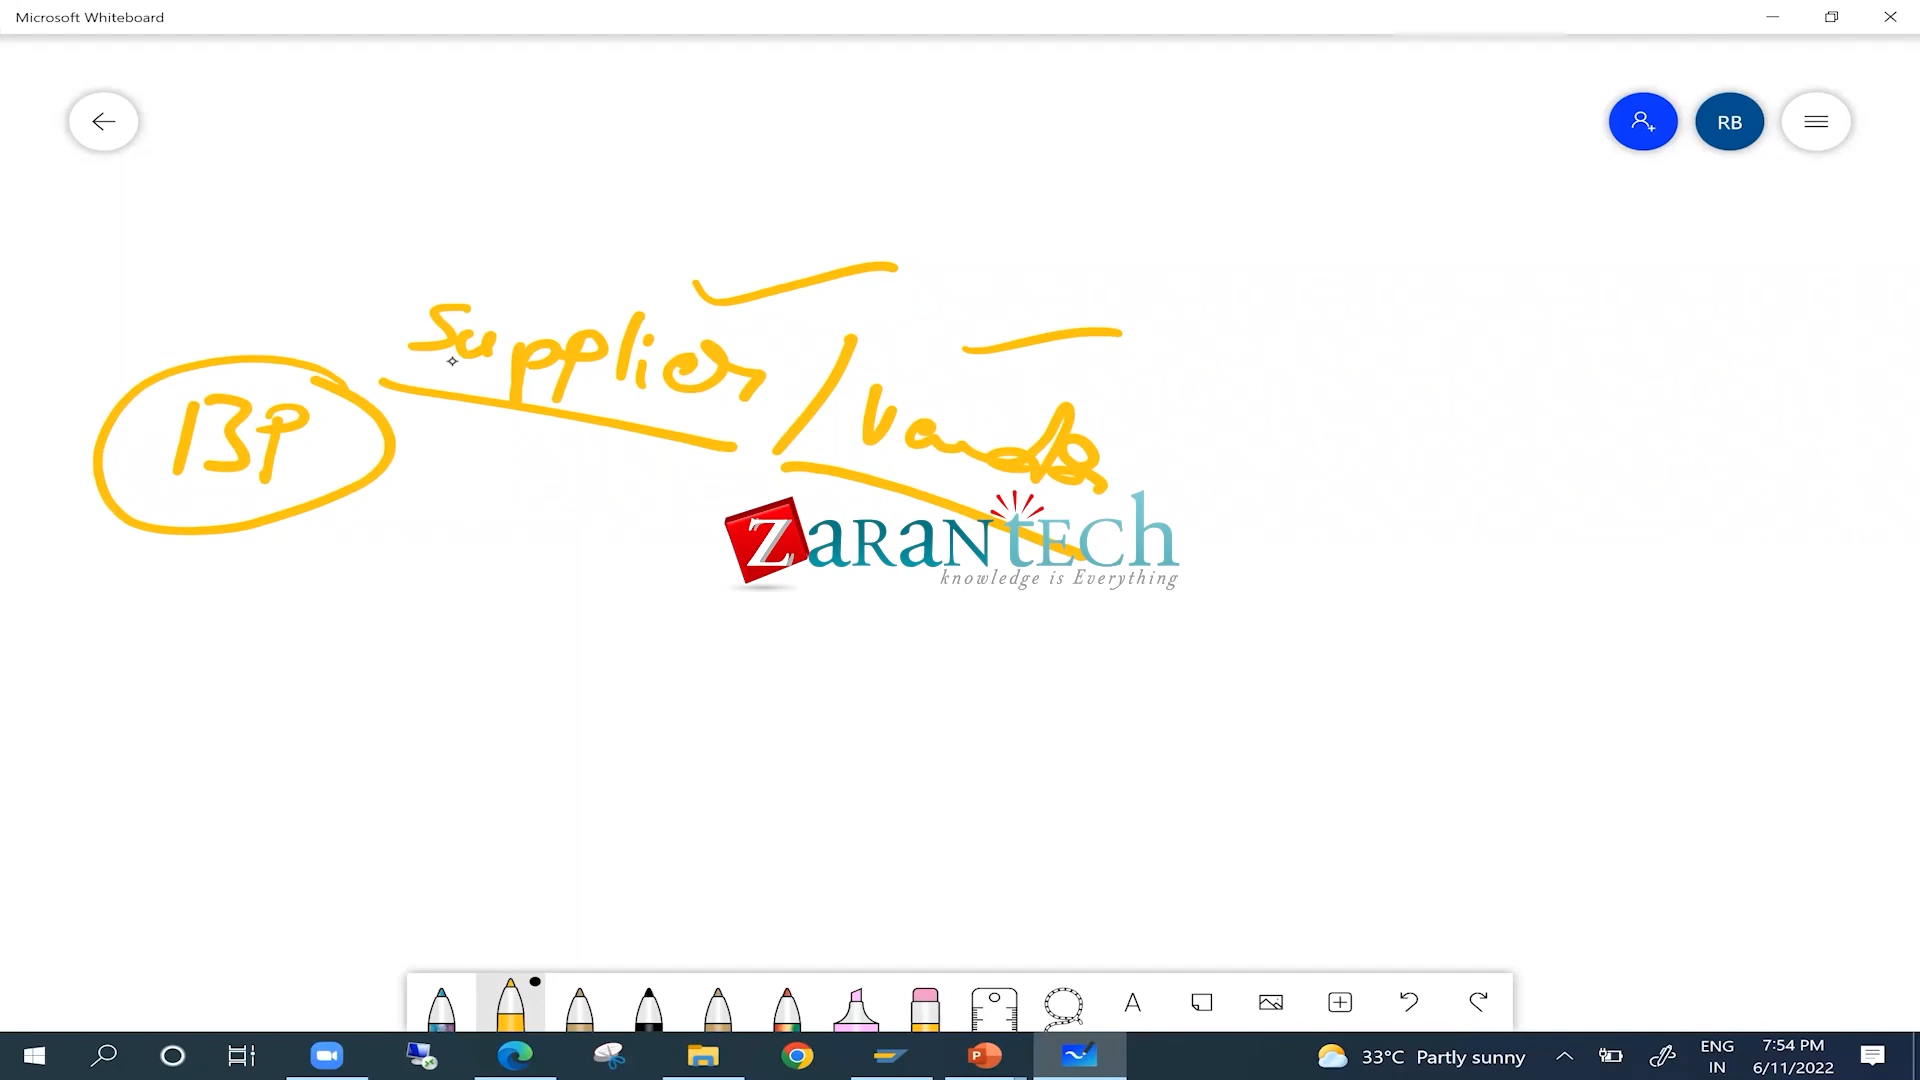 Microsoft Whiteboard
RB
Supplier / Vendor
BP
ZaranTech
knowledge is Everything
A
33°C Partly sunny
ENG
IN
7:54 PM
6/11/2022